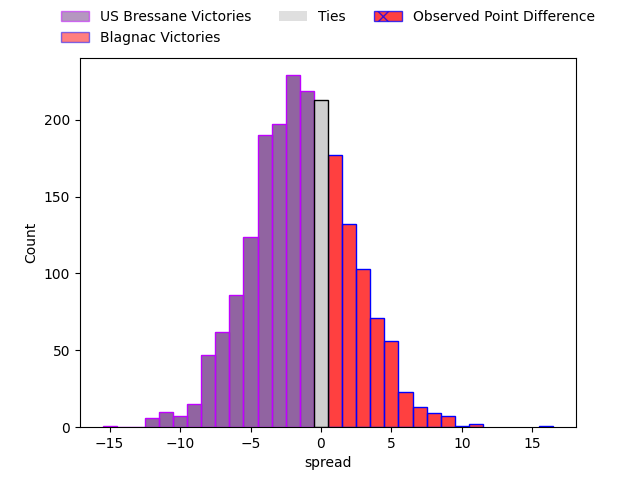 US Bressane Victories
Ties
Observed Point Difference
Blagnac Victories
200
150
100
50
0
Count
−15
−10
−5
0
5
10
15
spread